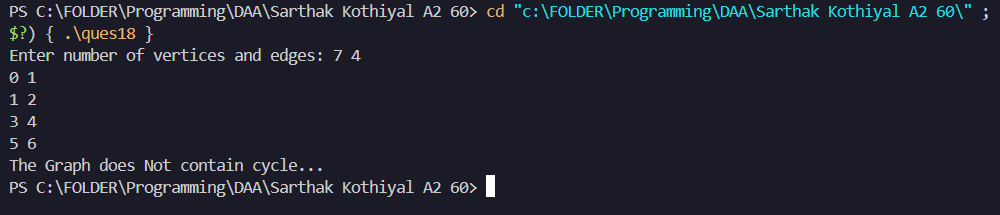 PS C:\FOLDER\Programming\DAA\Sarthak Kothiyal A2 60> cd "c:\FOLDER\Programming\DAA\Sarthak Kothiyal A2 60\" ;
$?) { .\ques18 }
Enter number of vertices and edges: 7 4
0 1
1 2
3 4
5 6
The Graph does Not contain cycle...
PS C:\FOLDER\Programming\DAA\Sarthak Kothiyal A2 60>